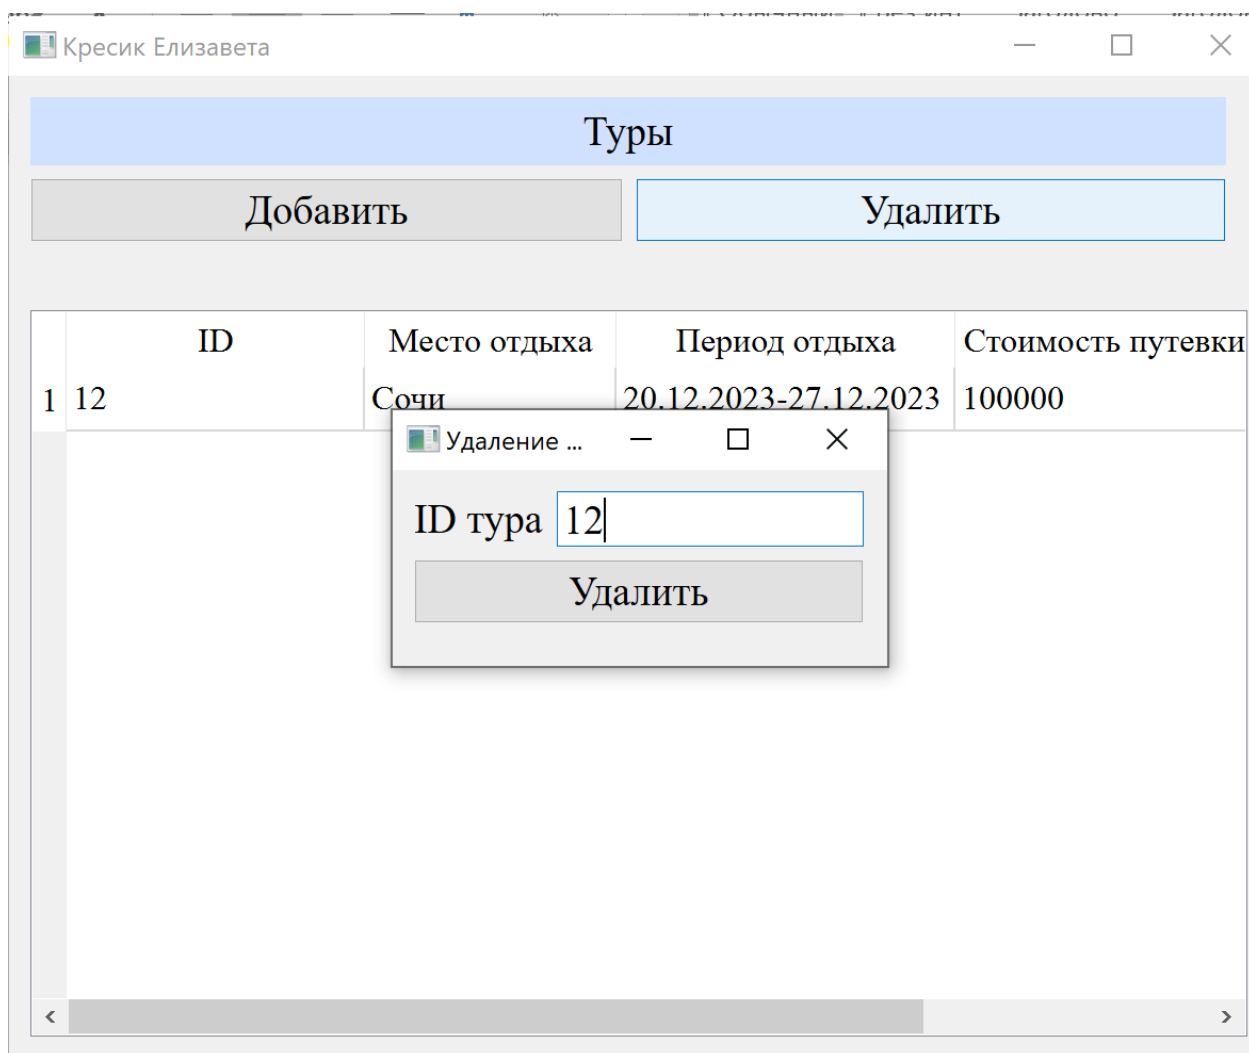 Кресик Елизавета
Туры
Добавить Удалить
ID Место отдыха Период отдыха Стоимость путевки
1 12 Сочи 20.12.2023-27.12.2023 100000
Удаление ...
ID тура 12
Удалить